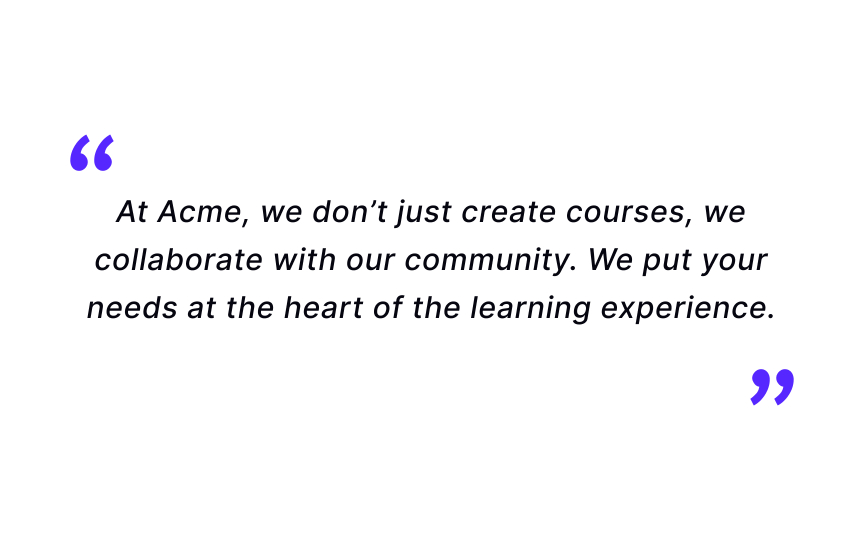 “
At Acme, we don’t just create courses, we
collaborate with our community. We put your
needs at the heart of the learning experience.
”